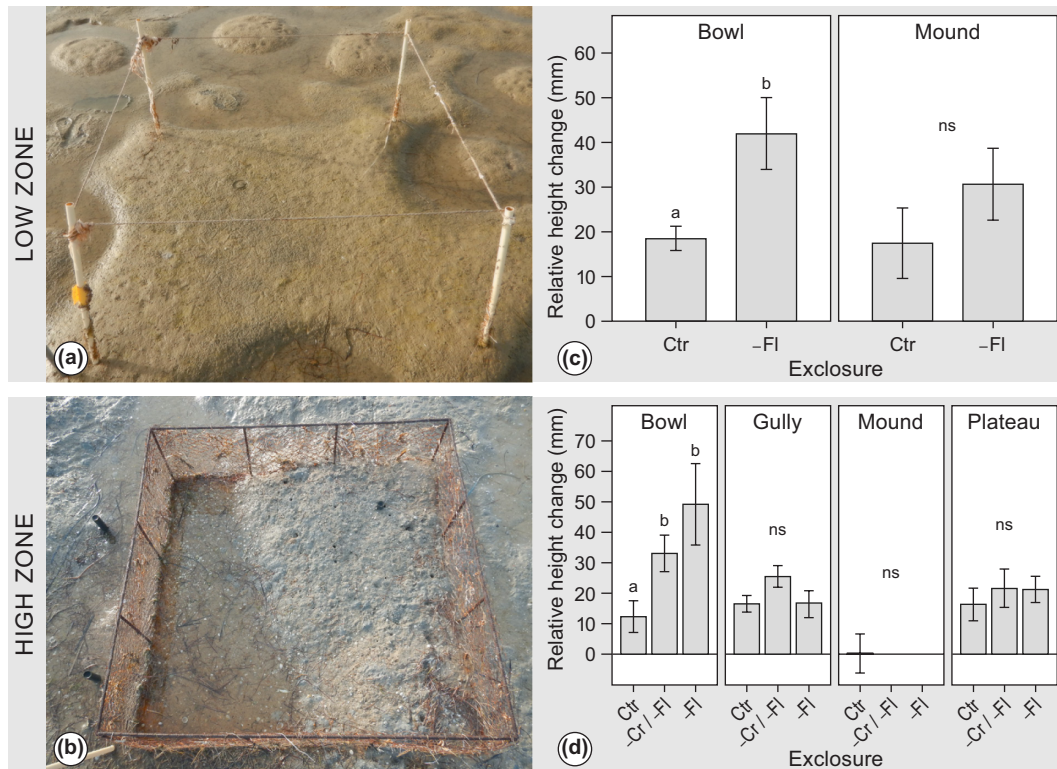 LOW ZONE
(a)
Relative height change (mm)
Bowl
Mound
60
50
40
30
20
10
0
a
b
ns
Ctr
–Fl
Ctr
–Fl
Exclosure
(c)
HIGH ZONE
(b)
Relative height change (mm)
Bowl
Gully
Mound
Plateau
70
60
50
40
30
20
10
0
a
b
b
ns
ns
ns
Ctr
–Cr / –Fl
–Fl
Ctr
–Cr / –Fl
–Fl
Ctr
–Cr / –Fl
–Fl
Ctr
–Cr / –Fl
–Fl
Exclosure
(d)